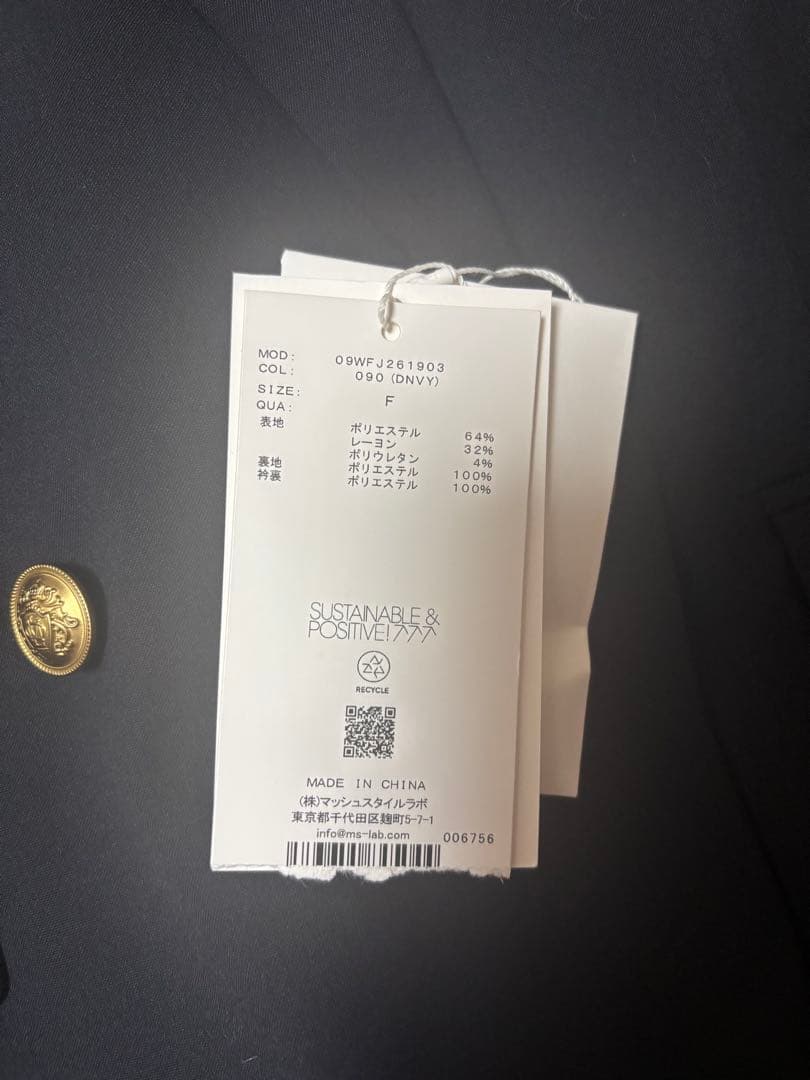 MOD: 09WFJ261903
COL: 090 (DNVY)
SIZE: F
QUA:
表地 ポリエステル 64%
レーヨン 32%
ポリウレタン 4%
裏地 ポリエステル 100%
衿裏 ポリエステル 100%
SUSTAINABLE &
POSITIVE!
RECYCLE
MADE IN CHINA
(株)マッシュスタイルラボ
東京都千代田区麹町5-7-1
info@ms-lab.com 006756